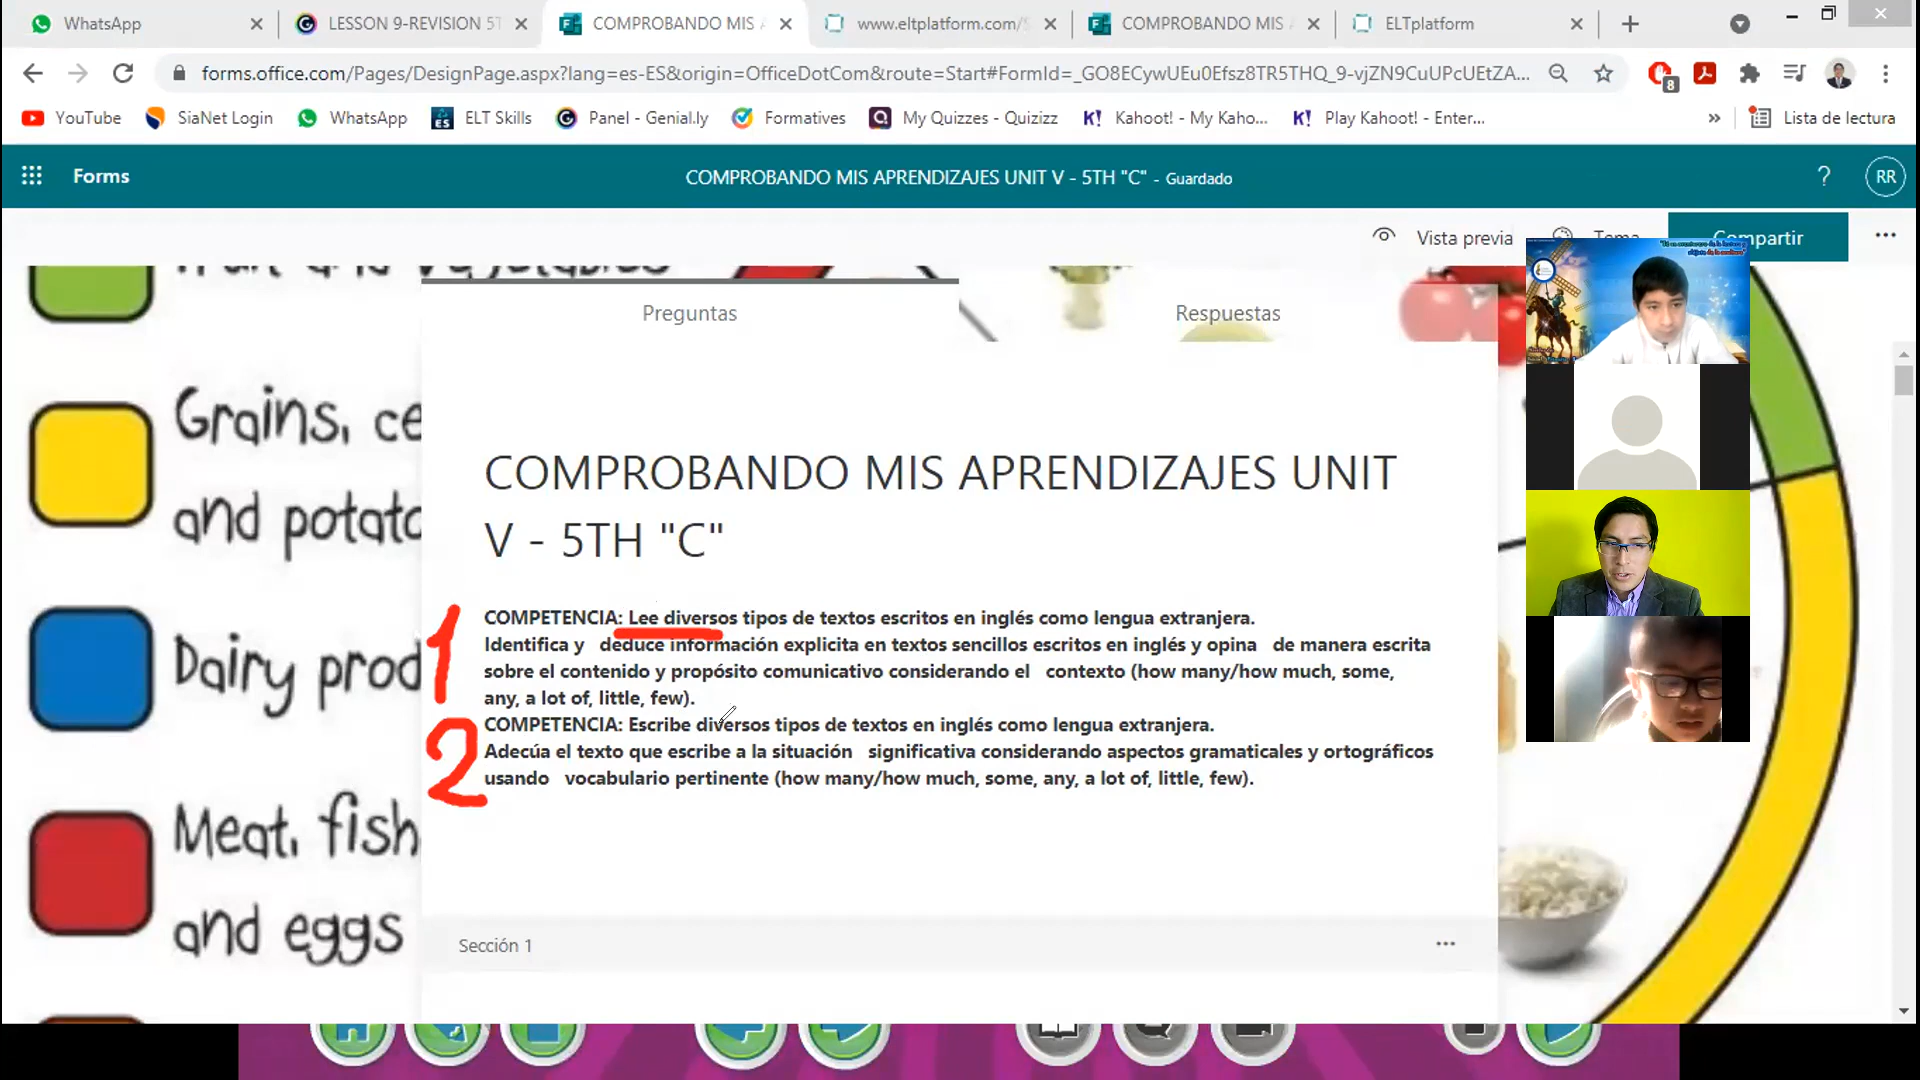 WhatsApp
LESSON 9-REVISION 5T
COMPROBANDO MIS A
www.eltplatform.com/S
COMPROBANDO MIS A
ELTplatform
forms.office.com/Pages/DesignPage.aspx?lang=es-ES&origin=OfficeDotCom&route=Start#FormId=_GO8ECywUEu0Efsz8TR5THQ_9-vjZN9CuUPcUEtZA...
8
YouTube
SiaNet Login
WhatsApp
ES
ELT Skills
Panel - Genial.ly
Formatives
My Quizzes - Quizizz
K! Kahoot! - My Kaho...
K! Play Kahoot! - Enter...
»
Lista de lectura
Forms
COMPROBANDO MIS APRENDIZAJES UNIT V - 5TH "C" - Guardado
?
RR
Vista previa
Tema
Compartir
Fruit and vegetables
Preguntas
Respuestas
Grains, ce
and potato
Dairy prod
Meat, fish
and eggs
COMPROBANDO MIS APRENDIZAJES UNIT
V - 5TH "C"
1
COMPETENCIA: Lee diversos tipos de textos escritos en inglés como lengua extranjera.
Identifica y deduce información explicita en textos sencillos escritos en inglés y opina de manera escrita
sobre el contenido y propósito comunicativo considerando el contexto (how many/how much, some,
any, a lot of, little, few).
2
COMPETENCIA: Escribe diversos tipos de textos en inglés como lengua extranjera.
Adecúa el texto que escribe a la situación significativa considerando aspectos gramaticales y ortográficos
usando vocabulario pertinente (how many/how much, some, any, a lot of, little, few).
Sección 1